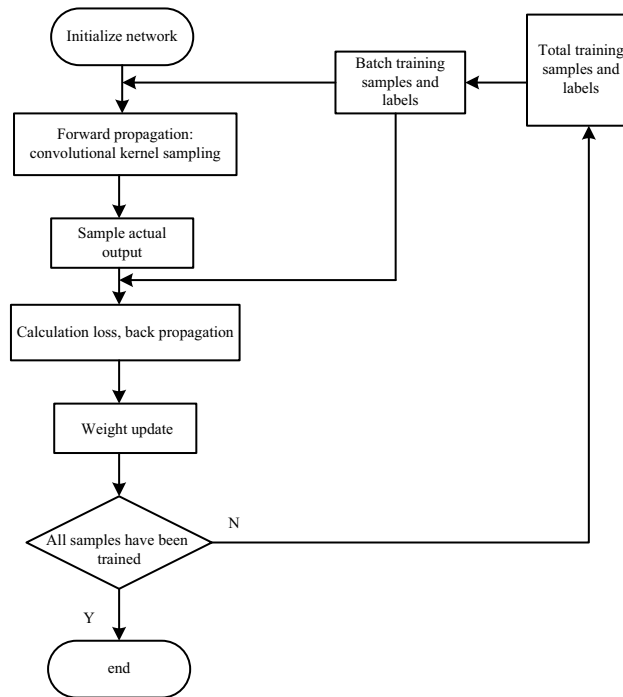 Initialize network
Batch training
samples and
labels
Total training
samples and
labels
Forward propagation:
convolutional kernel sampling
Sample actual
output
Calculation loss, back propagation
Weight update
All samples have been
trained
N
Y
end